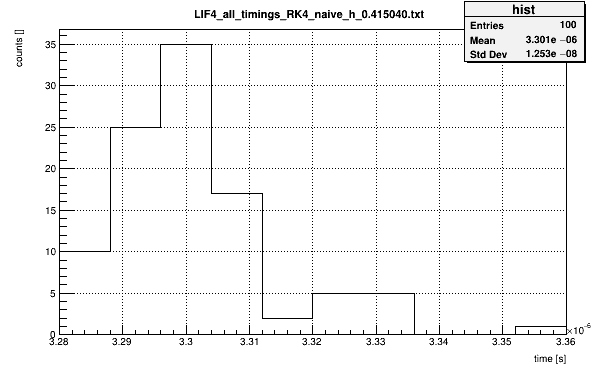 LIF4_all_timings_RK4_naive_h_0.415040.txt
hist
Entries 100
Mean 3.301e −06
Std Dev 1.253e −08
counts []
35
30
25
20
15
10
5
0
3.28 3.29 3.3 3.31 3.32 3.33 3.34 3.35 3.36
×10⁻⁶
time [s]